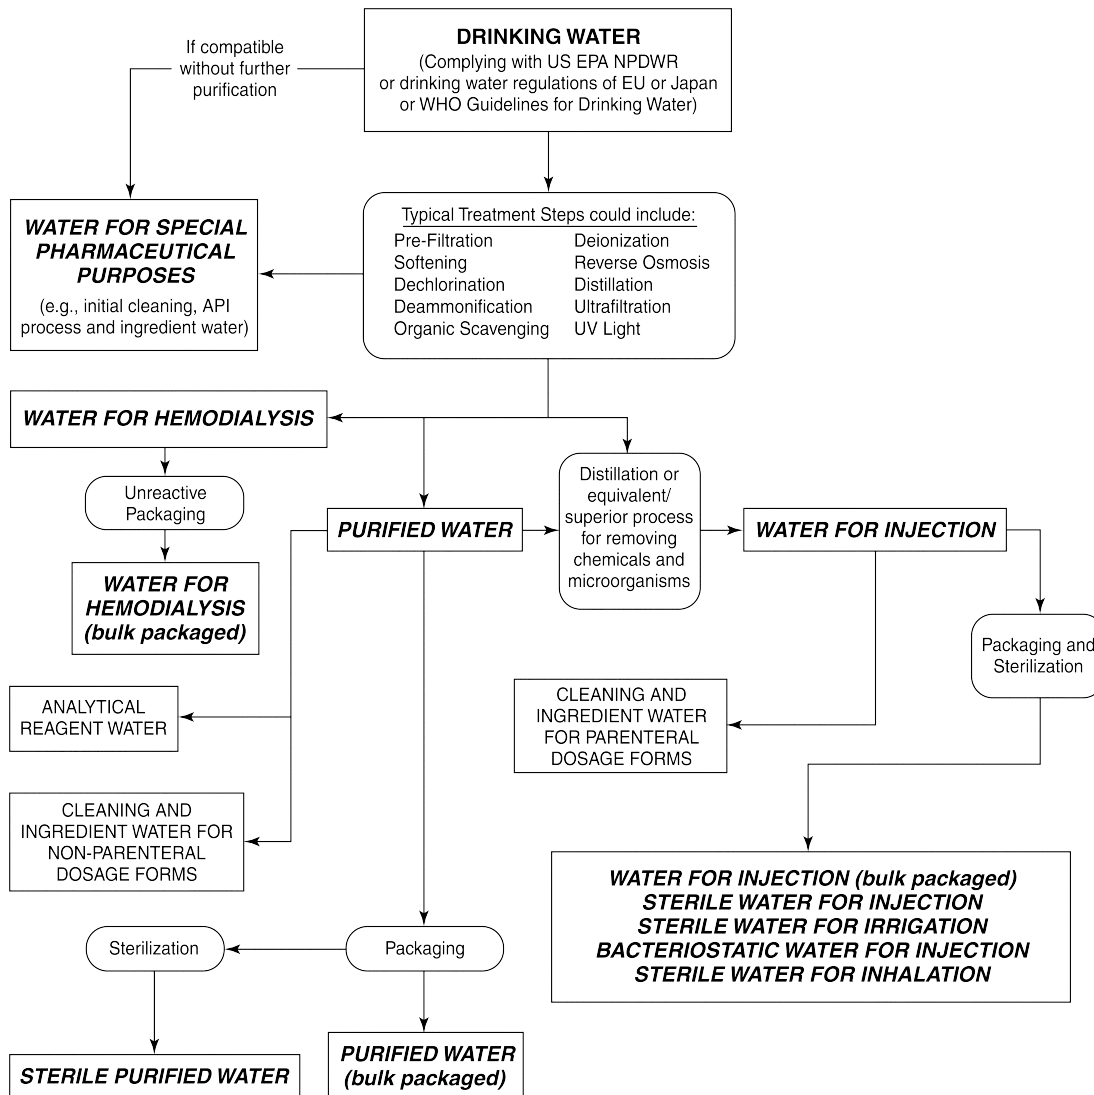 DRINKING WATER
(Complying with US EPA NPDWR
or drinking water regulations of EU or Japan
or WHO Guidelines for Drinking Water)
If compatible
without further
purification
WATER FOR SPECIAL
PHARMACEUTICAL
PURPOSES
(e.g., initial cleaning, API
process and ingredient water)
Typical Treatment Steps could include:
Pre-Filtration
Softening
Dechlorination
Deammonification
Organic Scavenging
Deionization
Reverse Osmosis
Distillation
Ultrafiltration
UV Light
WATER FOR HEMODIALYSIS
Unreactive
Packaging
WATER FOR
HEMODIALYSIS
(bulk packaged)
PURIFIED WATER
Distillation or
equivalent/
superior process
for removing
chemicals and
microorganisms
WATER FOR INJECTION
Packaging and
Sterilization
ANALYTICAL
REAGENT WATER
CLEANING AND
INGREDIENT WATER
FOR PARENTERAL
DOSAGE FORMS
CLEANING AND
INGREDIENT WATER FOR
NON-PARENTERAL
DOSAGE FORMS
WATER FOR INJECTION (bulk packaged)
STERILE WATER FOR INJECTION
STERILE WATER FOR IRRIGATION
BACTERIOSTATIC WATER FOR INJECTION
STERILE WATER FOR INHALATION
Sterilization
Packaging
STERILE PURIFIED WATER
PURIFIED WATER
(bulk packaged)